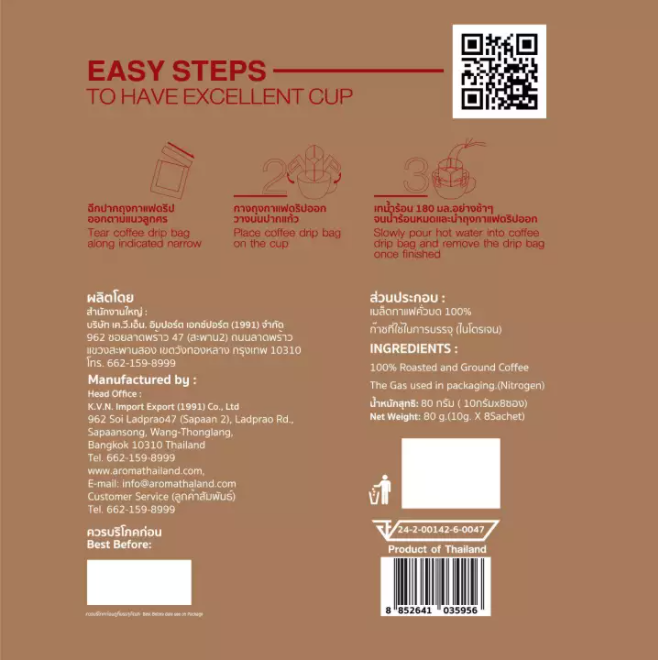 EASY STEPS
TO HAVE EXCELLENT CUP
2
3
ฉีกปากถุงกาแฟดริป
ออกตามแนวลูกศร
Tear coffee drip bag
along indicated narrow
กางถุงกาแฟดริปออก
วางบนปากแก้ว
Place coffee drip bag
on the cup
เทน้ำร้อน 180 มล.อย่างช้าๆ
จนน้ำร้อนหมดและนำถุงกาแฟดริปออก
Slowly pour hot water into coffee
drip bag and remove the drip bag
once finished
ผลิตโดย
สำนักงานใหญ่ :
บริษัท เค.วี.เอ็น. อิมปอร์ต เอกซ์ปอร์ต (1991) จำกัด
962 ซอยลาดพร้าว 47 (สะพาน2) ถนนลาดพร้าว
แขวงสะพานสอง เขตวังทองหลาง กรุงเทพ 10310
โทร. 662-159-8999
Manufactured by :
Head Office :
K.V.N. Import Export (1991) Co., Ltd
962 Soi Ladprao47 (Sapaan 2), Ladprao Rd.,
Sapaansong, Wang-Thonglang,
Bangkok 10310 Thailand
Tel. 662-159-8999
www.aromathailand.com,
E-mail: info@aromathaland.com
Customer Service (ลูกค้าสัมพันธ์)
Tel. 662-159-8999
ควรบริโภคก่อน
Best Before:
ส่วนประกอบ :
เมล็ดกาแฟคั่วบด 100%
ก๊าซที่ใช้ในการบรรจุ (ไนโตรเจน)
INGREDIENTS :
100% Roasted and Ground Coffee
The Gas used in packaging.(Nitrogen)
น้ำหนักสุทธิ: 80 กรัม ( 10กรัมx8ซอง)
Net Weight: 80 g.(10g. X 8Sachet)
24-2-00142-6-0047
Product of Thailand
8 852641 035956